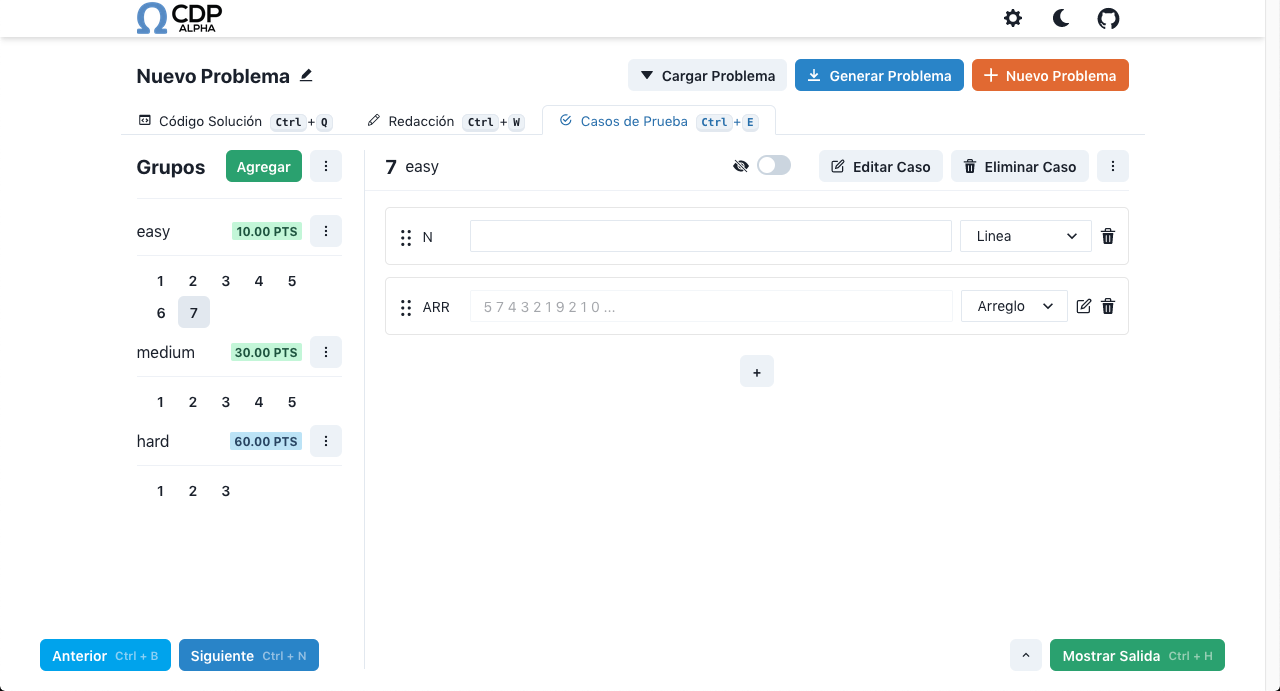 CDP
ALPHA
Nuevo Problema
Cargar Problema
Generar Problema
Nuevo Problema
Código Solución Ctrl + Q
Redacción Ctrl + W
Casos de Prueba Ctrl + E
Grupos
Agregar
7 easy
Editar Caso
Eliminar Caso
easy 10.00 PTS
1 2 3 4 5
6 7
medium 30.00 PTS
1 2 3 4 5
hard 60.00 PTS
1 2 3
N
Linea
ARR
5 7 4 3 2 1 9 2 1 0 ...
Arreglo
+
Anterior Ctrl + B
Siguiente Ctrl + N
Mostrar Salida Ctrl + H